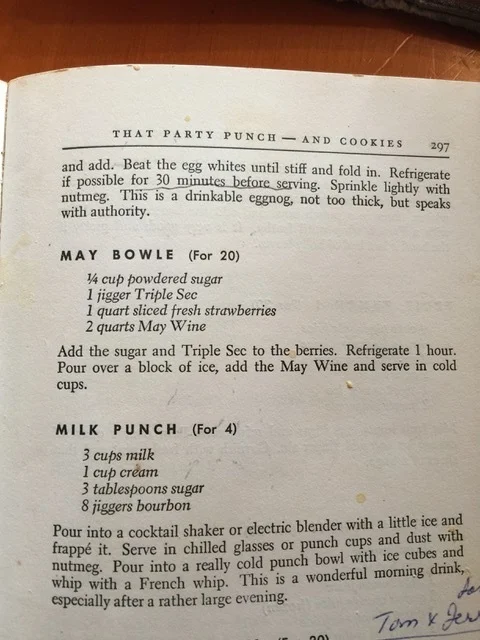 THAT PARTY PUNCH — AND COOKIES 297
and add. Beat the egg whites until stiff and fold in. Refrigerate
if possible for 30 minutes before serving. Sprinkle lightly with
nutmeg. This is a drinkable eggnog, not too thick, but speaks
with authority.
MAY BOWLE (For 20)
¼ cup powdered sugar
1 jigger Triple Sec
1 quart sliced fresh strawberries
2 quarts May Wine
Add the sugar and Triple Sec to the berries. Refrigerate 1 hour.
Pour over a block of ice, add the May Wine and serve in cold
cups.
MILK PUNCH (For 4)
3 cups milk
1 cup cream
3 tablespoons sugar
8 jiggers bourbon
Pour into a cocktail shaker or electric blender with a little ice and
frappé it. Serve in chilled glasses or punch cups and dust with
nutmeg. Pour into a really cold punch bowl with ice cubes and
whip with a French whip. This is a wonderful morning drink,
especially after a rather large evening.
Tom &